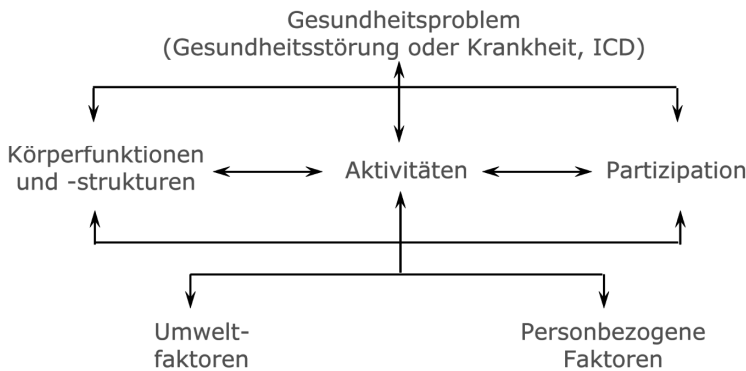 Gesundheitsproblem
(Gesundheitsstörung oder Krankheit, ICD)
Körperfunktionen
und -strukturen
Aktivitäten
Partizipation
Umwelt-
faktoren
Personbezogene
Faktoren